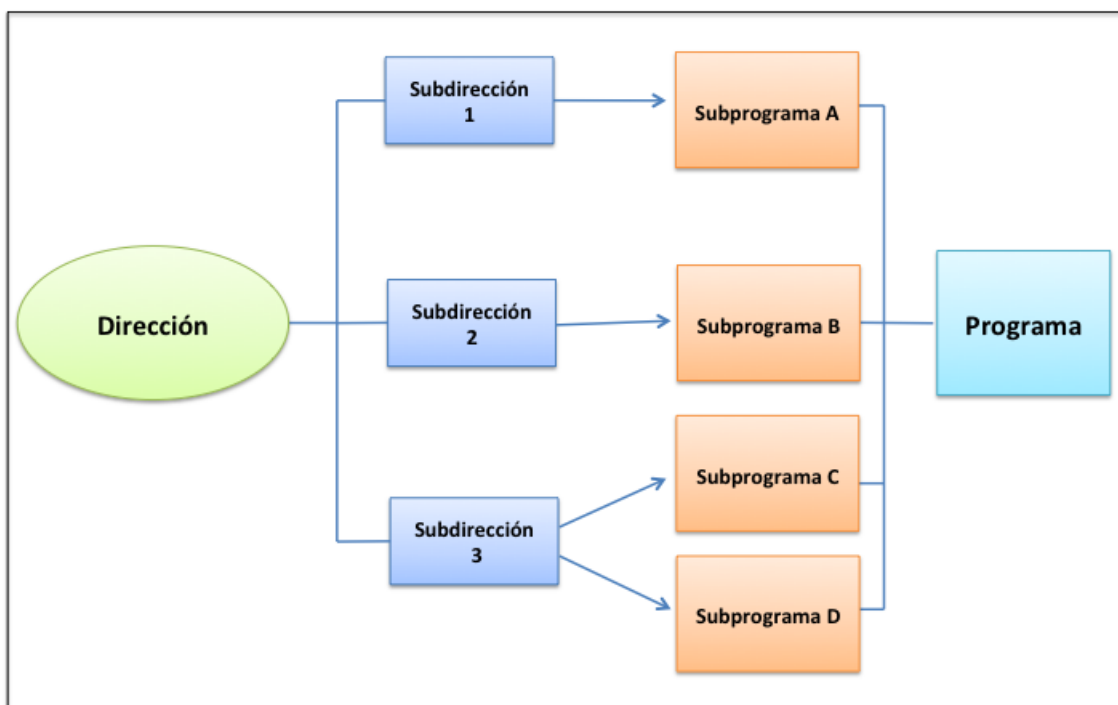 Subdirección
1
Subprograma A
Dirección
Subdirección
2
Subprograma B
Programa
Subprograma C
Subdirección
3
Subprograma D